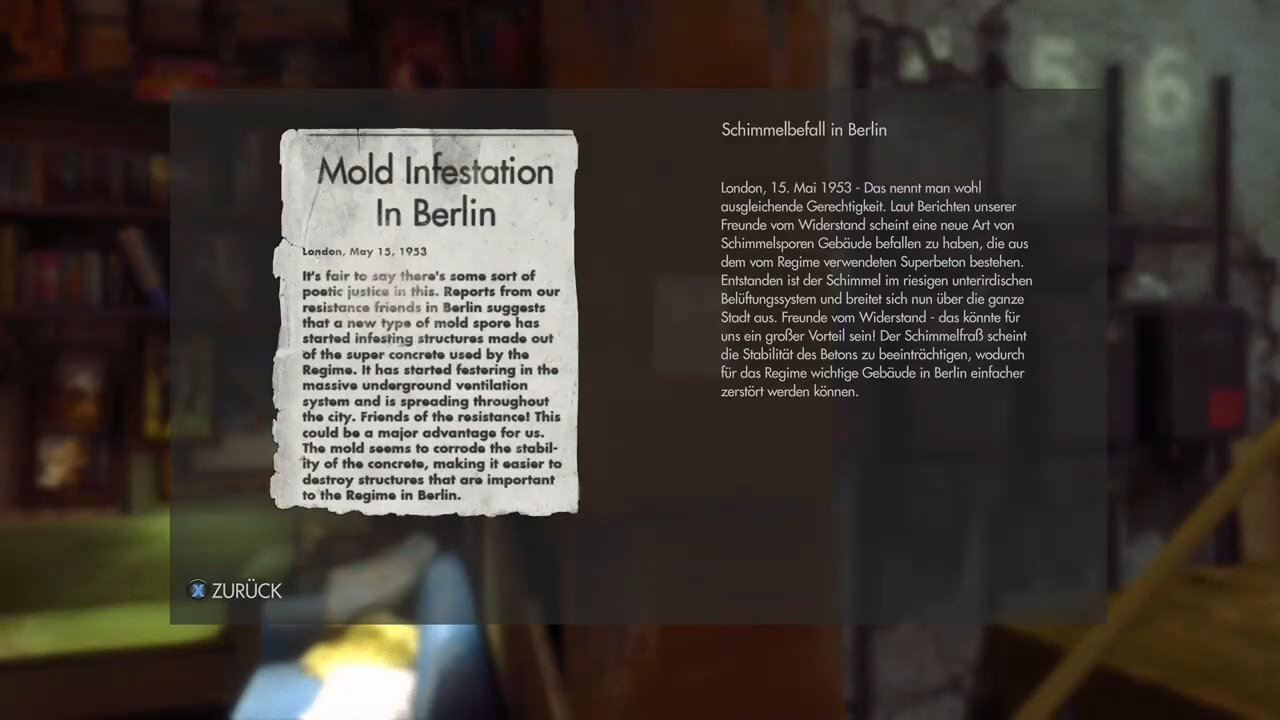 Mold Infestation
In Berlin
London, May 15, 1953
It's fair to say there's some sort of
poetic justice in this. Reports from our
resistance friends in Berlin suggests
that a new type of mold spore has
started infesting structures made out
of the super concrete used by the
Regime. It has started festering in the
massive underground ventilation
system and is spreading throughout
the city. Friends of the resistance! This
could be a major advantage for us.
The mold seems to corrode the stabil-
ity of the concrete, making it easier to
destroy structures that are important
to the Regime in Berlin.
Schimmelbefall in Berlin
London, 15. Mai 1953 - Das nennt man wohl
ausgleichende Gerechtigkeit. Laut Berichten unserer
Freunde vom Widerstand scheint eine neue Art von
Schimmelsporen Gebäude befallen zu haben, die aus
dem vom Regime verwendeten Superbeton bestehen.
Entstanden ist der Schimmel im riesigen unterirdischen
Belüftungssystem und breitet sich nun über die ganze
Stadt aus. Freunde vom Widerstand - das könnte für
uns ein großer Vorteil sein! Der Schimmelfraß scheint
die Stabilität des Betons zu beeinträchtigen, wodurch
für das Regime wichtige Gebäude in Berlin einfacher
zerstört werden können.
5 6
X ZURÜCK